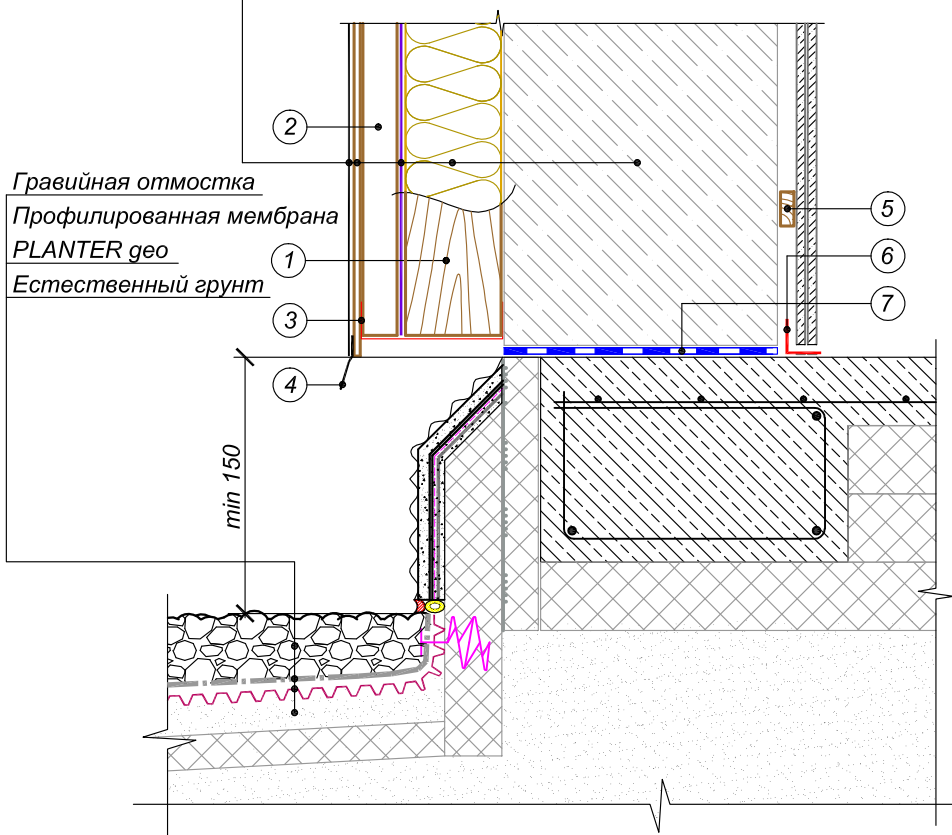 2
Гравийная отмостка
Профилированная мембрана
PLANTER geo
Естественный грунт
5
1
6
7
3
4
min 150